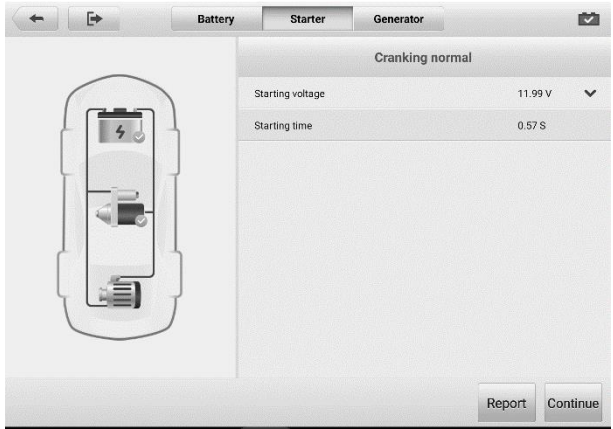 Battery Starter Generator
Cranking normal
Starting voltage 11.99 V
Starting time 0.57 S
Report Continue